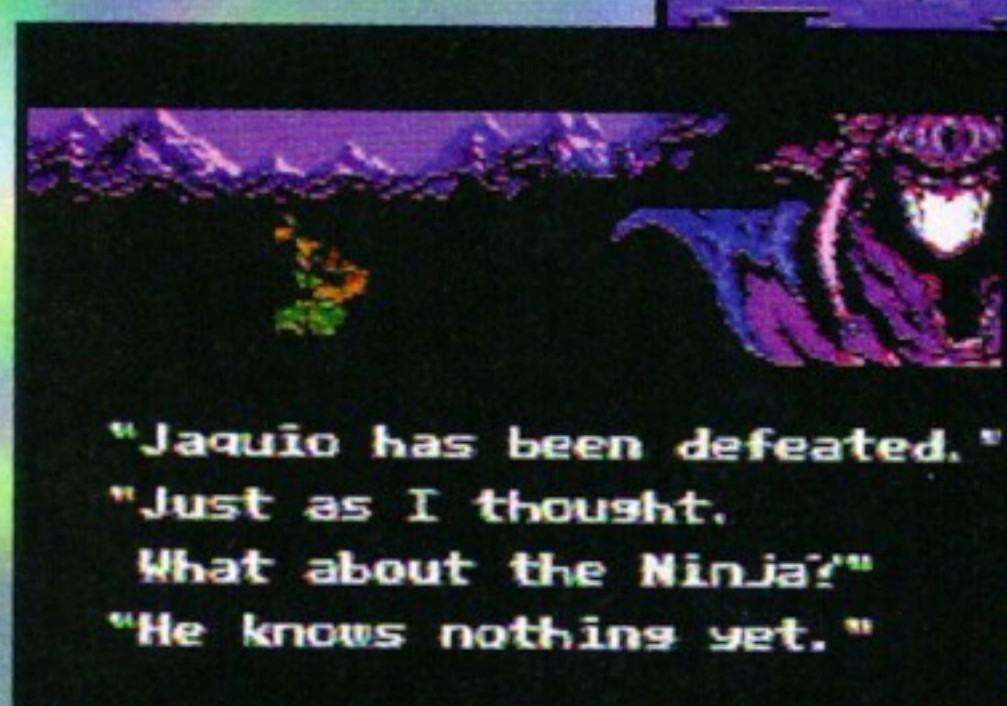 "Jaquio has been defeated."
"Just as I thought.
What about the Ninja?"
"He knows nothing yet."